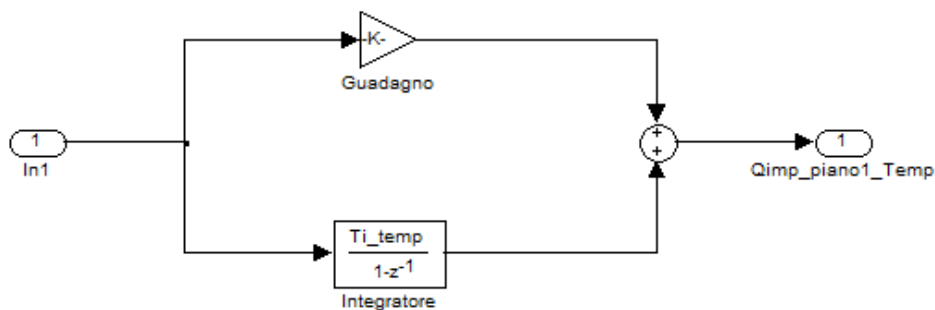 -K-
Guadagno
1
In1
+
+
1
Qimp_piano1_Temp
Ti_temp
1-z-1
Integratore